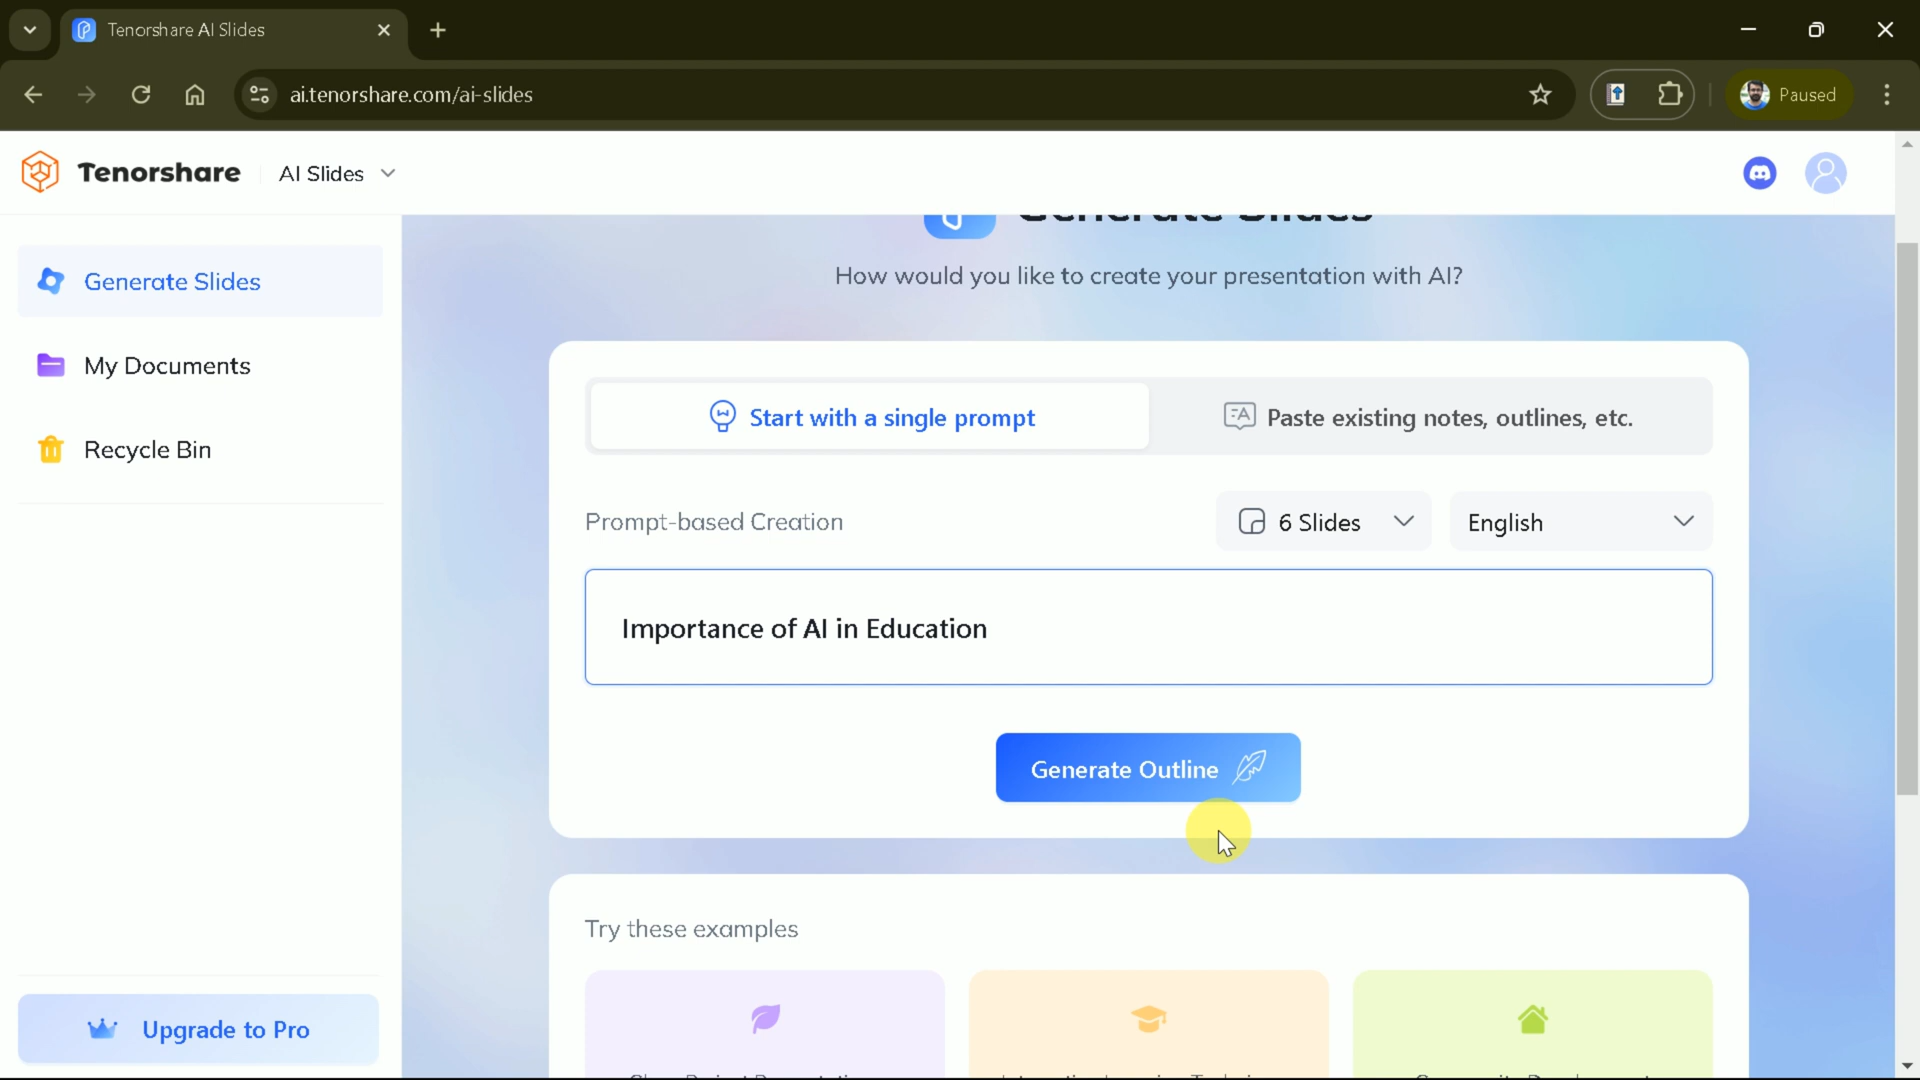 Tenorshare AI Slides
ai.tenorshare.com/ai-slides
Paused
Tenorshare
AI Slides
Generate Slides
Generate Slides
How would you like to create your presentation with AI?
My Documents
Recycle Bin
Start with a single prompt
Paste existing notes, outlines, etc.
Prompt-based Creation
6 Slides
English
Importance of AI in Education
Generate Outline
Try these examples
Upgrade to Pro